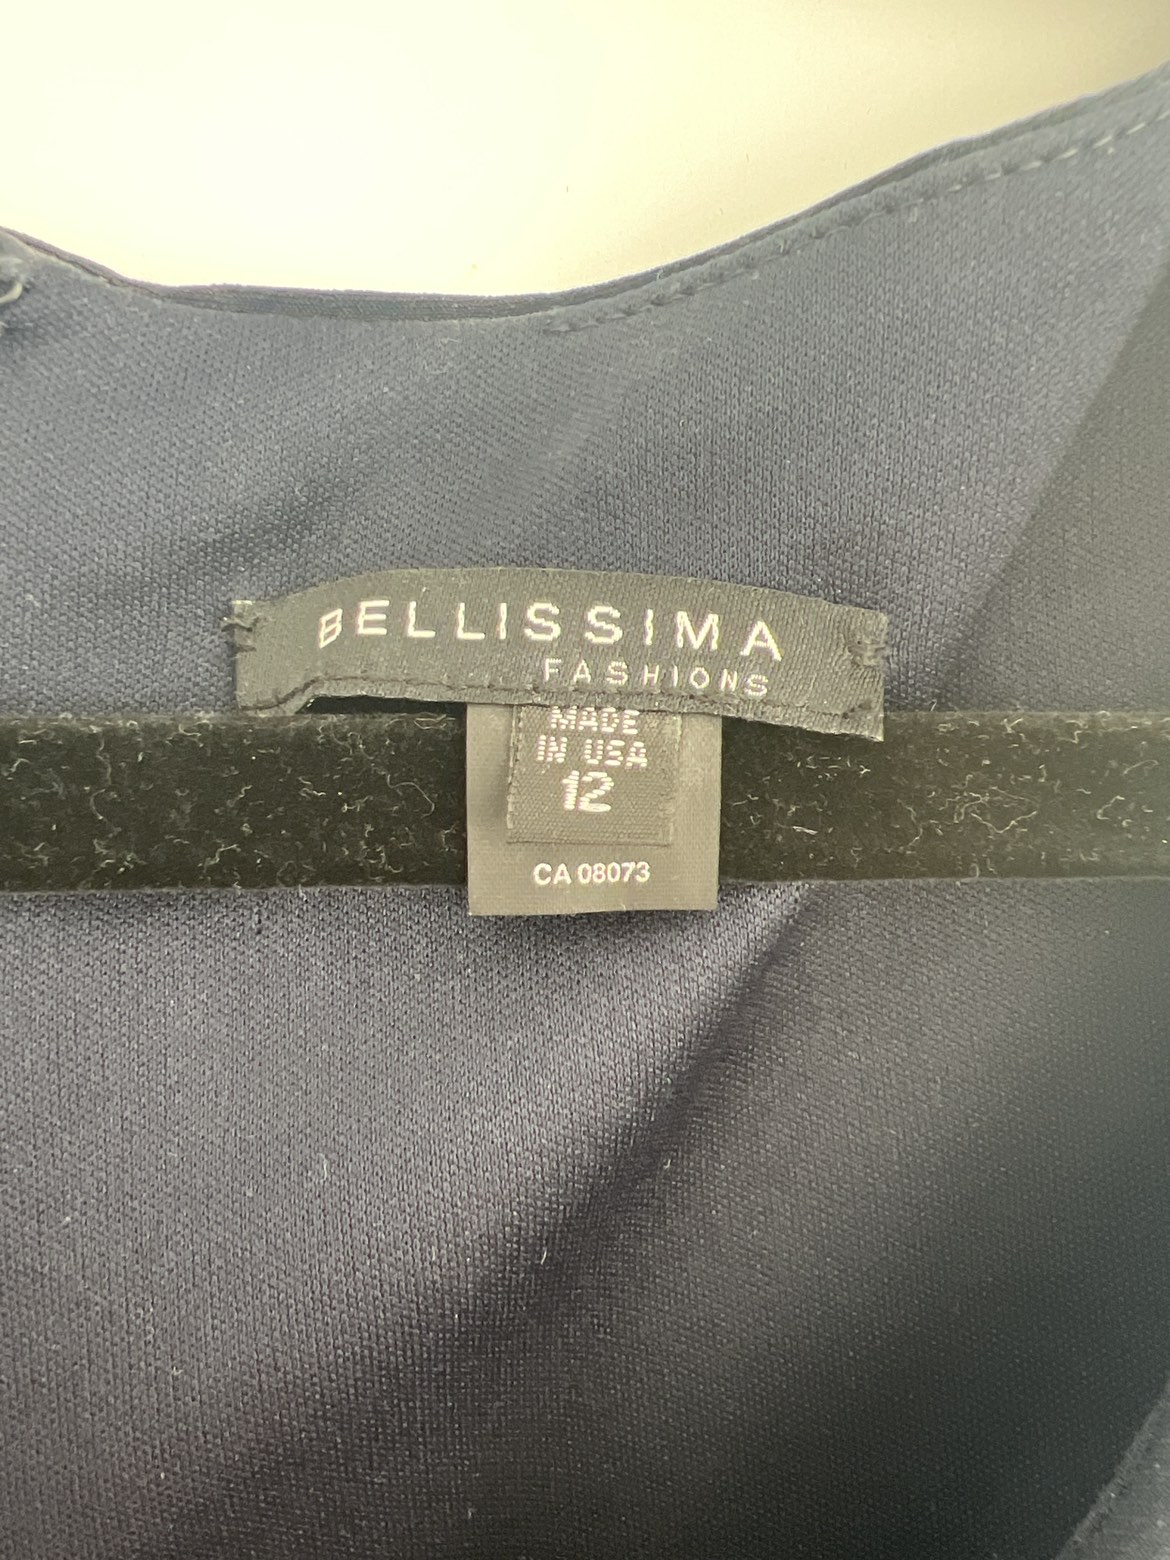 BELLISSIMA
FASHIONS
MADE
IN USA
12
CA 08073